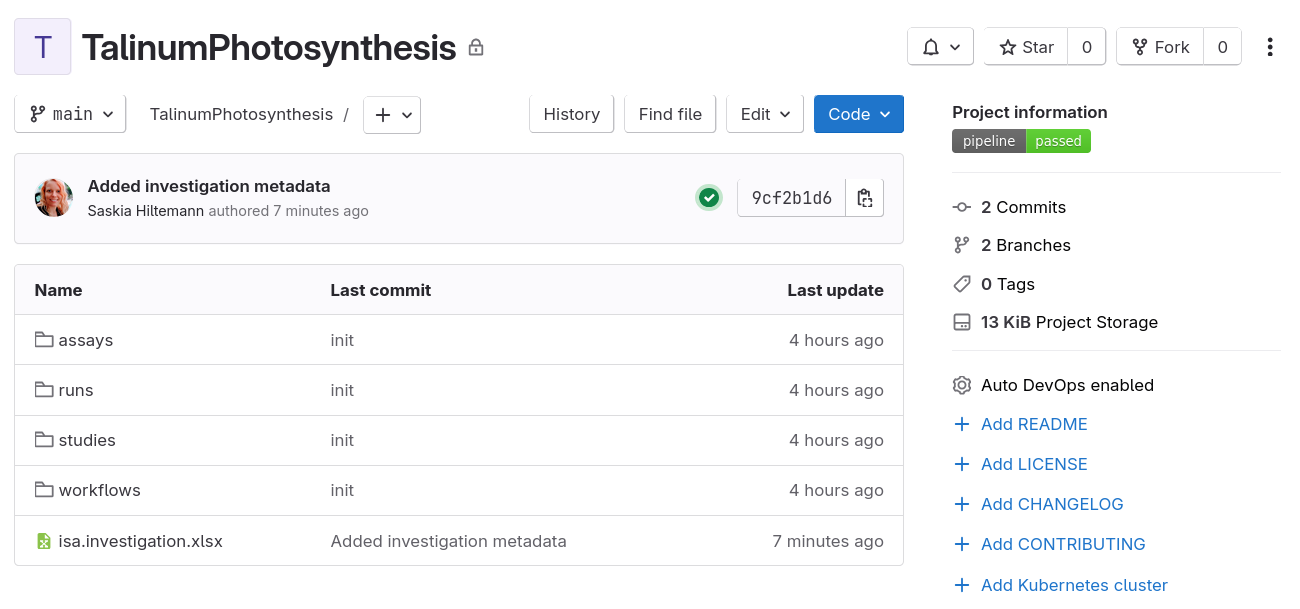 T TalinumPhotosynthesis
Star 0
Fork 0
main
TalinumPhotosynthesis /
History
Find file
Edit
Code
Added investigation metadata
Saskia Hiltemann authored 7 minutes ago
9cf2b1d6
Name Last commit Last update
assays init 4 hours ago
runs init 4 hours ago
studies init 4 hours ago
workflows init 4 hours ago
isa.investigation.xlsx Added investigation metadata 7 minutes ago
Project information
pipeline passed
2 Commits
2 Branches
0 Tags
13 KiB Project Storage
Auto DevOps enabled
Add README
Add LICENSE
Add CHANGELOG
Add CONTRIBUTING
Add Kubernetes cluster